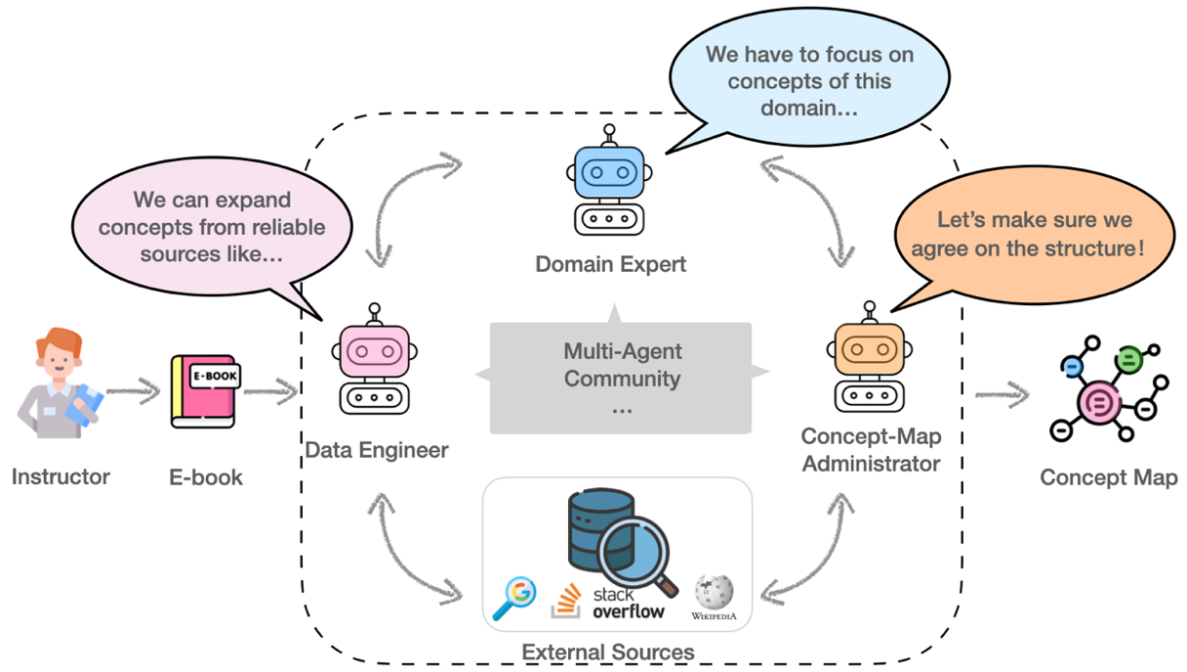 We have to focus on
concepts of this
domain...
We can expand
concepts from reliable
sources like...
Let's make sure we
agree on the structure!
Domain Expert
Multi-Agent
Community
...
E-BOOK
Instructor
E-book
Data Engineer
Concept-Map
Administrator
Concept Map
G
stack
overflow
WIKIPEDIA
External Sources